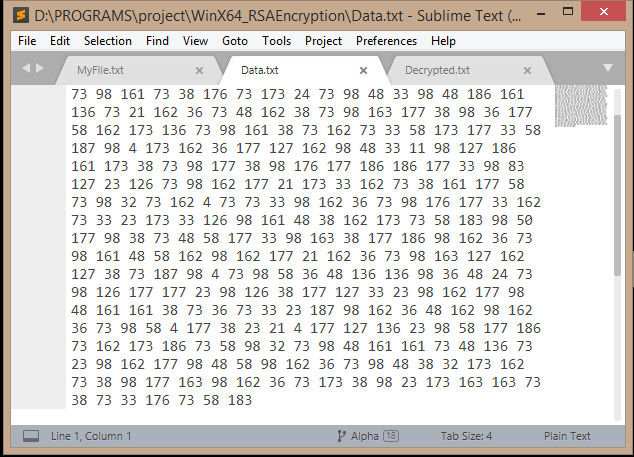 D:\PROGRAMS\project\WinX64_RSAEncryption\Data.txt - Sublime Text (...
File Edit Selection Find View Goto Tools Project Preferences Help
MyFIle.txt Data.txt Decrypted.txt
73 98 161 73 38 176 73 173 24 73 98 48 33 98 48 186 161
136 73 21 162 36 73 48 162 38 73 98 163 177 38 98 36 177
58 162 173 136 73 98 161 38 73 162 73 33 58 173 177 33 58
187 98 4 173 162 36 177 127 162 98 48 33 11 98 127 186
161 173 38 73 98 177 38 98 176 177 186 186 177 33 98 83
127 23 126 73 98 162 177 21 173 33 162 73 38 161 177 58
73 98 32 73 162 4 73 73 33 98 162 36 73 98 176 177 33 162
73 33 23 173 33 126 98 161 48 38 162 173 73 58 183 98 50
177 98 38 73 48 58 177 33 98 163 38 177 186 98 162 36 73
98 161 48 58 162 98 162 177 21 162 36 73 98 163 127 162
127 38 73 187 98 4 73 98 58 36 48 136 136 98 36 48 24 73
98 126 177 177 23 98 126 38 177 127 33 23 98 162 177 98
48 161 161 38 73 36 73 33 23 187 98 162 36 48 162 98 162
36 73 98 58 4 177 38 23 21 4 177 127 136 23 98 58 177 186
73 162 173 186 73 58 98 32 73 98 48 161 161 73 48 136 73
23 98 162 177 98 48 58 98 162 36 73 98 48 38 32 173 162
73 38 98 177 163 98 162 36 73 173 38 98 23 173 163 163 73
38 73 33 176 73 58 183
Line 1, Column 1 Alpha 18 Tab Size: 4 Plain Text